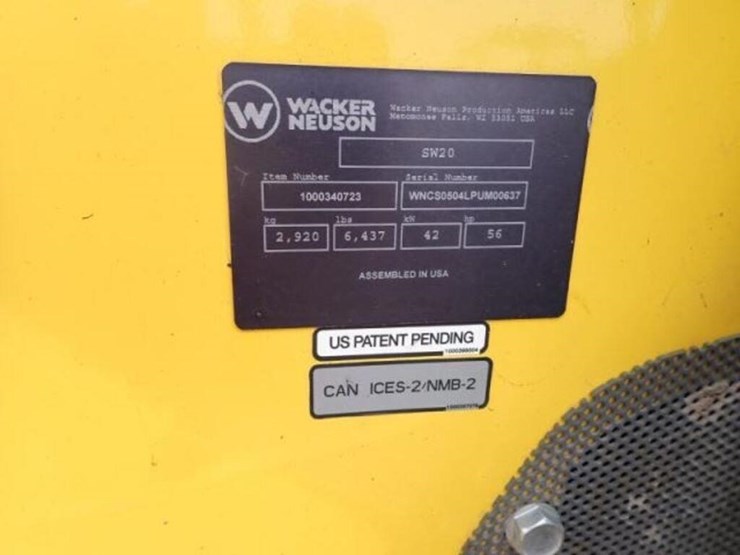 W WACKER
NEUSON
Wacker Neuson Production Americas LLC
Menomonee Falls, WI 53051 USA
SW20
Item Number Serial Number
1000340723 WNCS0504LPUM00637
kg lbs kW hp
2,920 6,437 42 56
ASSEMBLED IN USA
US PATENT PENDING
CAN ICES-2/NMB-2